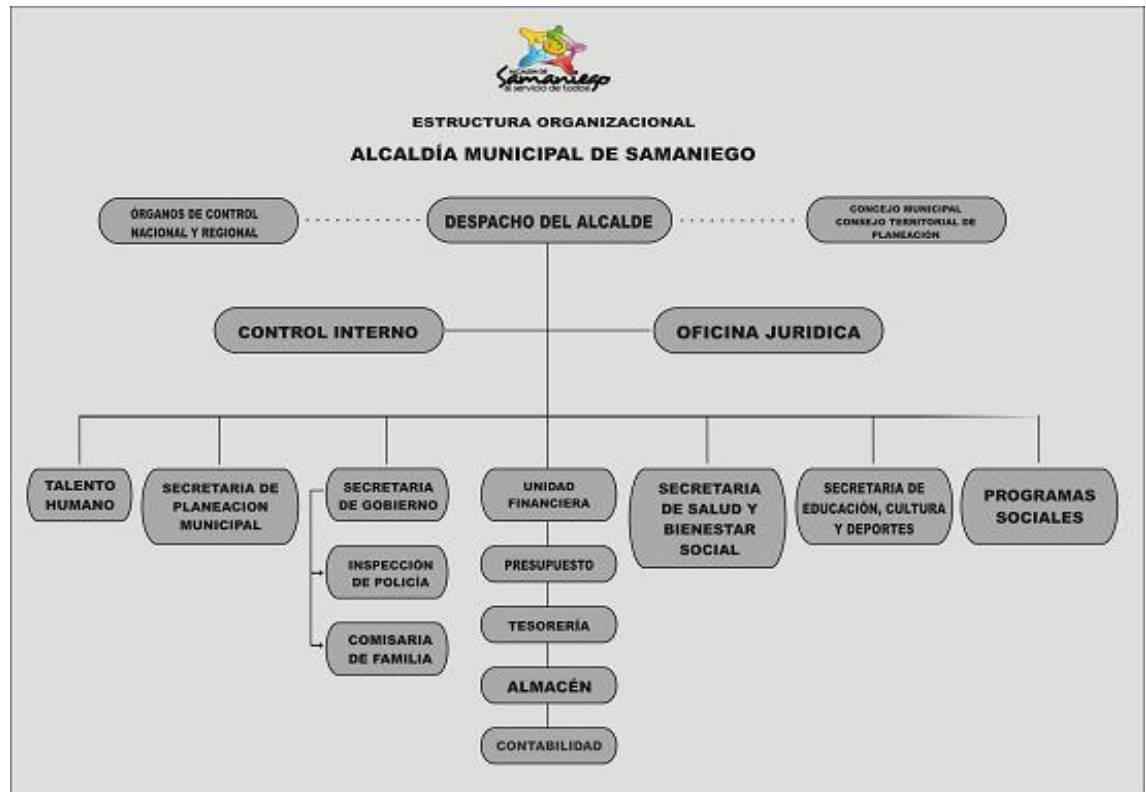 ALCALDÍA DE
Samaniego
al servicio de todos
ESTRUCTURA ORGANIZACIONAL
ALCALDÍA MUNICIPAL DE SAMANIEGO
ÓRGANOS DE CONTROL
NACIONAL Y REGIONAL
DESPACHO DEL ALCALDE
CONCEJO MUNICIPAL
CONSEJO TERRITORIAL DE
PLANEACIÓN
CONTROL INTERNO
OFICINA JURIDICA
TALENTO
HUMANO
SECRETARIA DE
PLANEACION
MUNICIPAL
SECRETARIA
DE GOBIERNO
INSPECCIÓN
DE POLICÍA
COMISARIA
DE FAMILIA
UNIDAD
FINANCIERA
PRESUPUESTO
TESORERÍA
ALMACÉN
CONTABILIDAD
SECRETARIA
DE SALUD Y
BIENESTAR
SOCIAL
SECRETARIA DE
EDUCACIÓN, CULTURA
Y DEPORTES
PROGRAMAS
SOCIALES